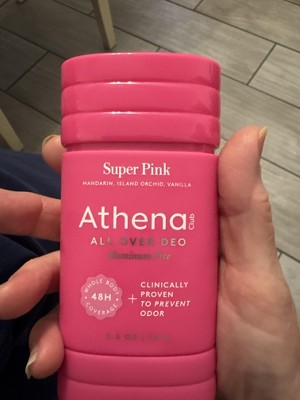 Super Pink
MANDARIN, ISLAND ORCHID, VANILLA
Athena Club
ALL OVER DEO
aluminum-free
WHOLE BODY
48H
COVERAGE
+
CLINICALLY
PROVEN
TO PREVENT
ODOR